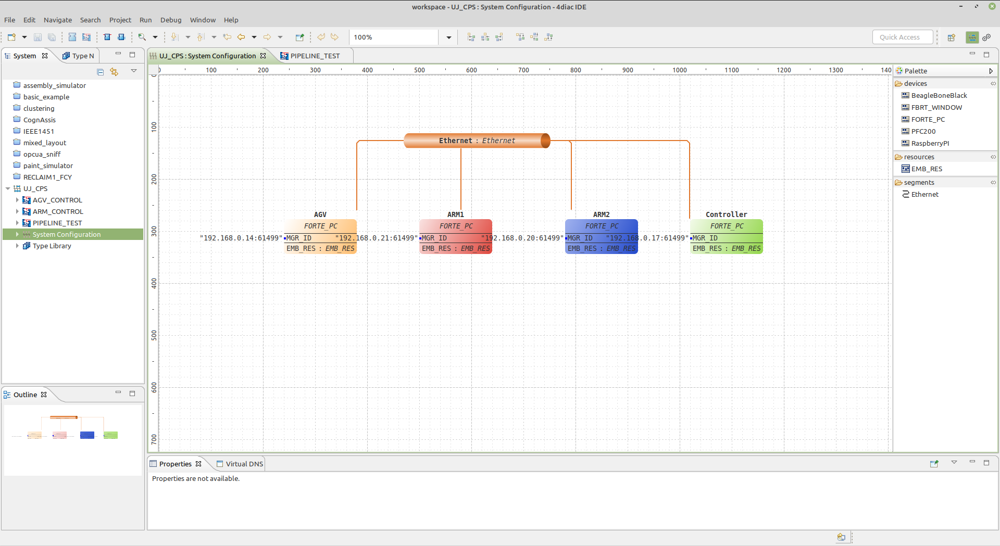 workspace - UJ_CPS : System Configuration - 4diac IDE
File Edit Navigate Search Project Run Debug Window Help
100%
Quick Access
System
Type N
assembly_simulator
basic_example
clustering
CognAssis
IEEE1451
mixed_layout
opcua_sniff
paint_simulator
RECLAIM1_FCY
UJ_CPS
AGV_CONTROL
ARM_CONTROL
PIPELINE_TEST
System Configuration
Type Library
Outline
UJ_CPS : System Configuration
PIPELINE_TEST
0 100 200 300 400 500 600 700 800 900 1000 1100 1200 1300 140
0
100
200
300
400
500
600
700
Ethernet : Ethernet
AGV
FORTE_PC
"192.168.0.14:61499" MGR_ID
EMB_RES : EMB_RES
ARM1
FORTE_PC
"192.168.0.21:61499" MGR_ID
EMB_RES : EMB_RES
ARM2
FORTE_PC
"192.168.0.20:61499" MGR_ID
EMB_RES : EMB_RES
Controller
FORTE_PC
"192.168.0.17:61499" MGR_ID
EMB_RES : EMB_RES
Palette
devices
BeagleBoneBlack
FBRT_WINDOW
FORTE_PC
PFC200
RaspberryPI
resources
EMB_RES
segments
Ethernet
Properties
Virtual DNS
Properties are not available.